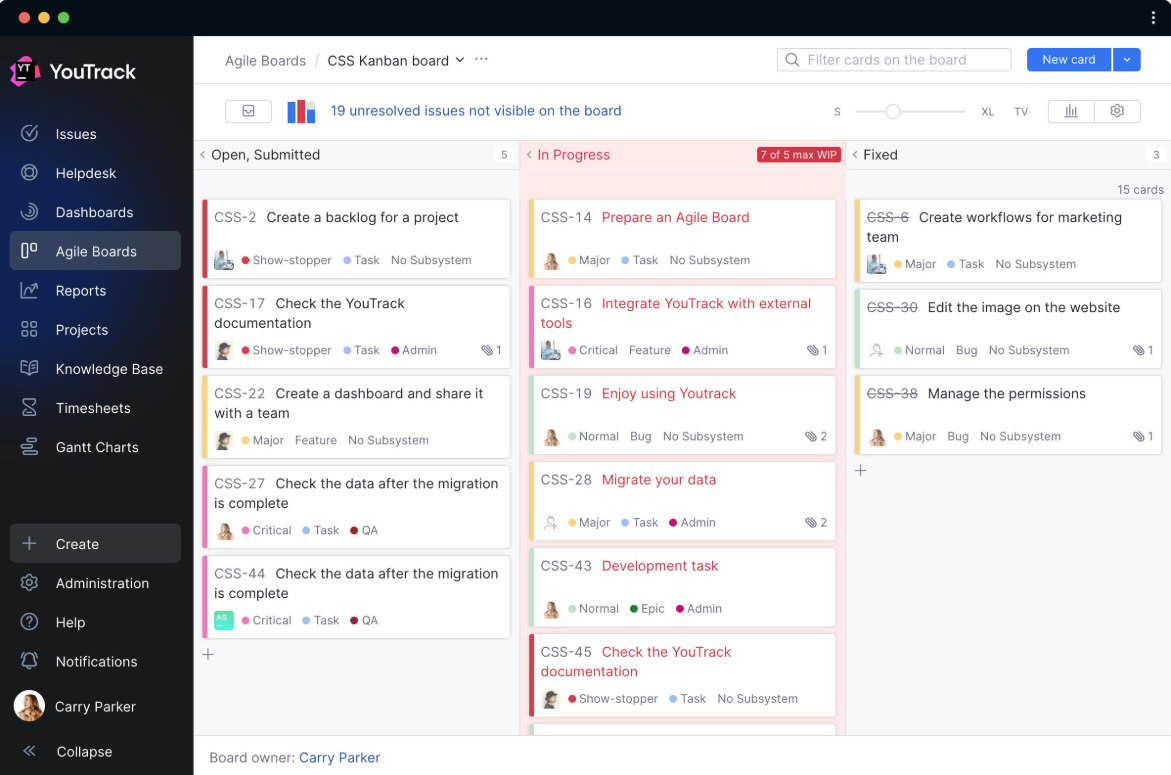 YT YouTrack
Issues
Helpdesk
Dashboards
Agile Boards
Reports
Projects
Knowledge Base
Timesheets
Gantt Charts
Create
Administration
Help
Notifications
Carry Parker
Collapse
Agile Boards / CSS Kanban board
Filter cards on the board
New card
19 unresolved issues not visible on the board
S XL TV
Open, Submitted 5
In Progress 7 of 5 max WIP
Fixed 3
15 cards
CSS-2 Create a backlog for a project
Show-stopper Task No Subsystem
CSS-17 Check the YouTrack
documentation
Show-stopper Task Admin 1
CSS-22 Create a dashboard and share it
with a team
Major Feature No Subsystem
CSS-27 Check the data after the migration
is complete
Critical Task QA
CSS-44 Check the data after the migration
is complete
AS Critical Task QA
CSS-14 Prepare an Agile Board
Major Task No Subsystem
CSS-16 Integrate YouTrack with external
tools
Critical Feature Admin 1
CSS-19 Enjoy using Youtrack
Normal Bug No Subsystem 2
CSS-28 Migrate your data
Major Task Admin 2
CSS-43 Development task
Normal Epic Admin
CSS-45 Check the YouTrack
documentation
Show-stopper Task No Subsystem
CSS-6 Create workflows for marketing
team
Major Task No Subsystem
CSS-30 Edit the image on the website
Normal Bug No Subsystem 1
CSS-38 Manage the permissions
Major Bug No Subsystem 1
Board owner: Carry Parker